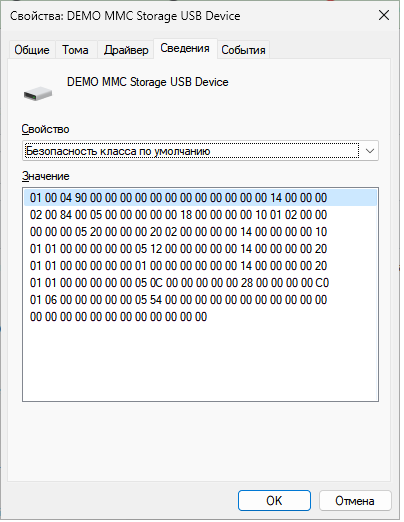 Свойства: DEMO MMC Storage USB Device
Общие Тома Драйвер Сведения События
DEMO MMC Storage USB Device
Свойство
Безопасность класса по умолчанию
Значение
01 00 04 90 00 00 00 00 00 00 00 00 00 00 00 00 14 00 00 00
02 00 84 00 05 00 00 00 00 00 18 00 00 00 00 10 01 02 00 00
00 00 00 05 20 00 00 00 20 02 00 00 00 00 14 00 00 00 00 10
01 01 00 00 00 00 00 05 12 00 00 00 00 00 14 00 00 00 00 20
01 01 00 00 00 00 00 01 00 00 00 00 00 00 14 00 00 00 00 20
01 01 00 00 00 00 00 05 0C 00 00 00 00 00 28 00 00 00 00 C0
01 06 00 00 00 00 00 05 54 00 00 00 00 00 00 00 00 00 00 00
00 00 00 00 00 00 00 00 00 00 00 00
OK Отмена